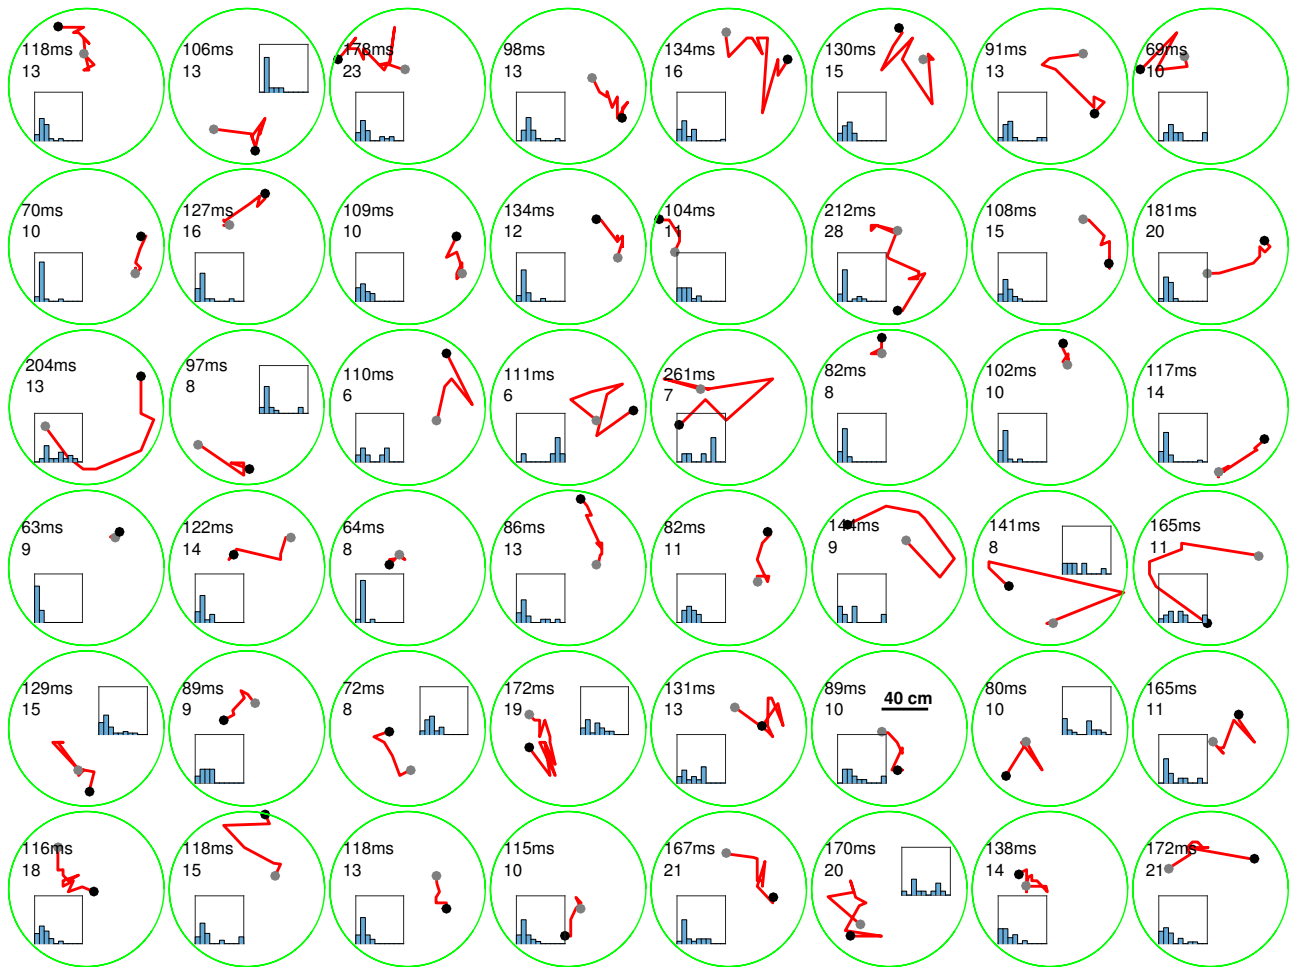 118ms
13
106ms
13
178ms
23
98ms
13
134ms
16
130ms
15
91ms
13
69ms
10
70ms
10
127ms
16
109ms
10
134ms
12
104ms
11
212ms
28
108ms
15
181ms
20
204ms
13
97ms
8
110ms
6
111ms
6
261ms
7
82ms
8
102ms
10
117ms
14
63ms
9
122ms
14
64ms
8
86ms
13
82ms
11
144ms
9
141ms
8
165ms
11
129ms
15
89ms
9
72ms
8
172ms
19
131ms
13
89ms
10
40 cm
80ms
10
165ms
11
116ms
18
118ms
15
118ms
13
115ms
10
167ms
21
170ms
20
138ms
14
172ms
21